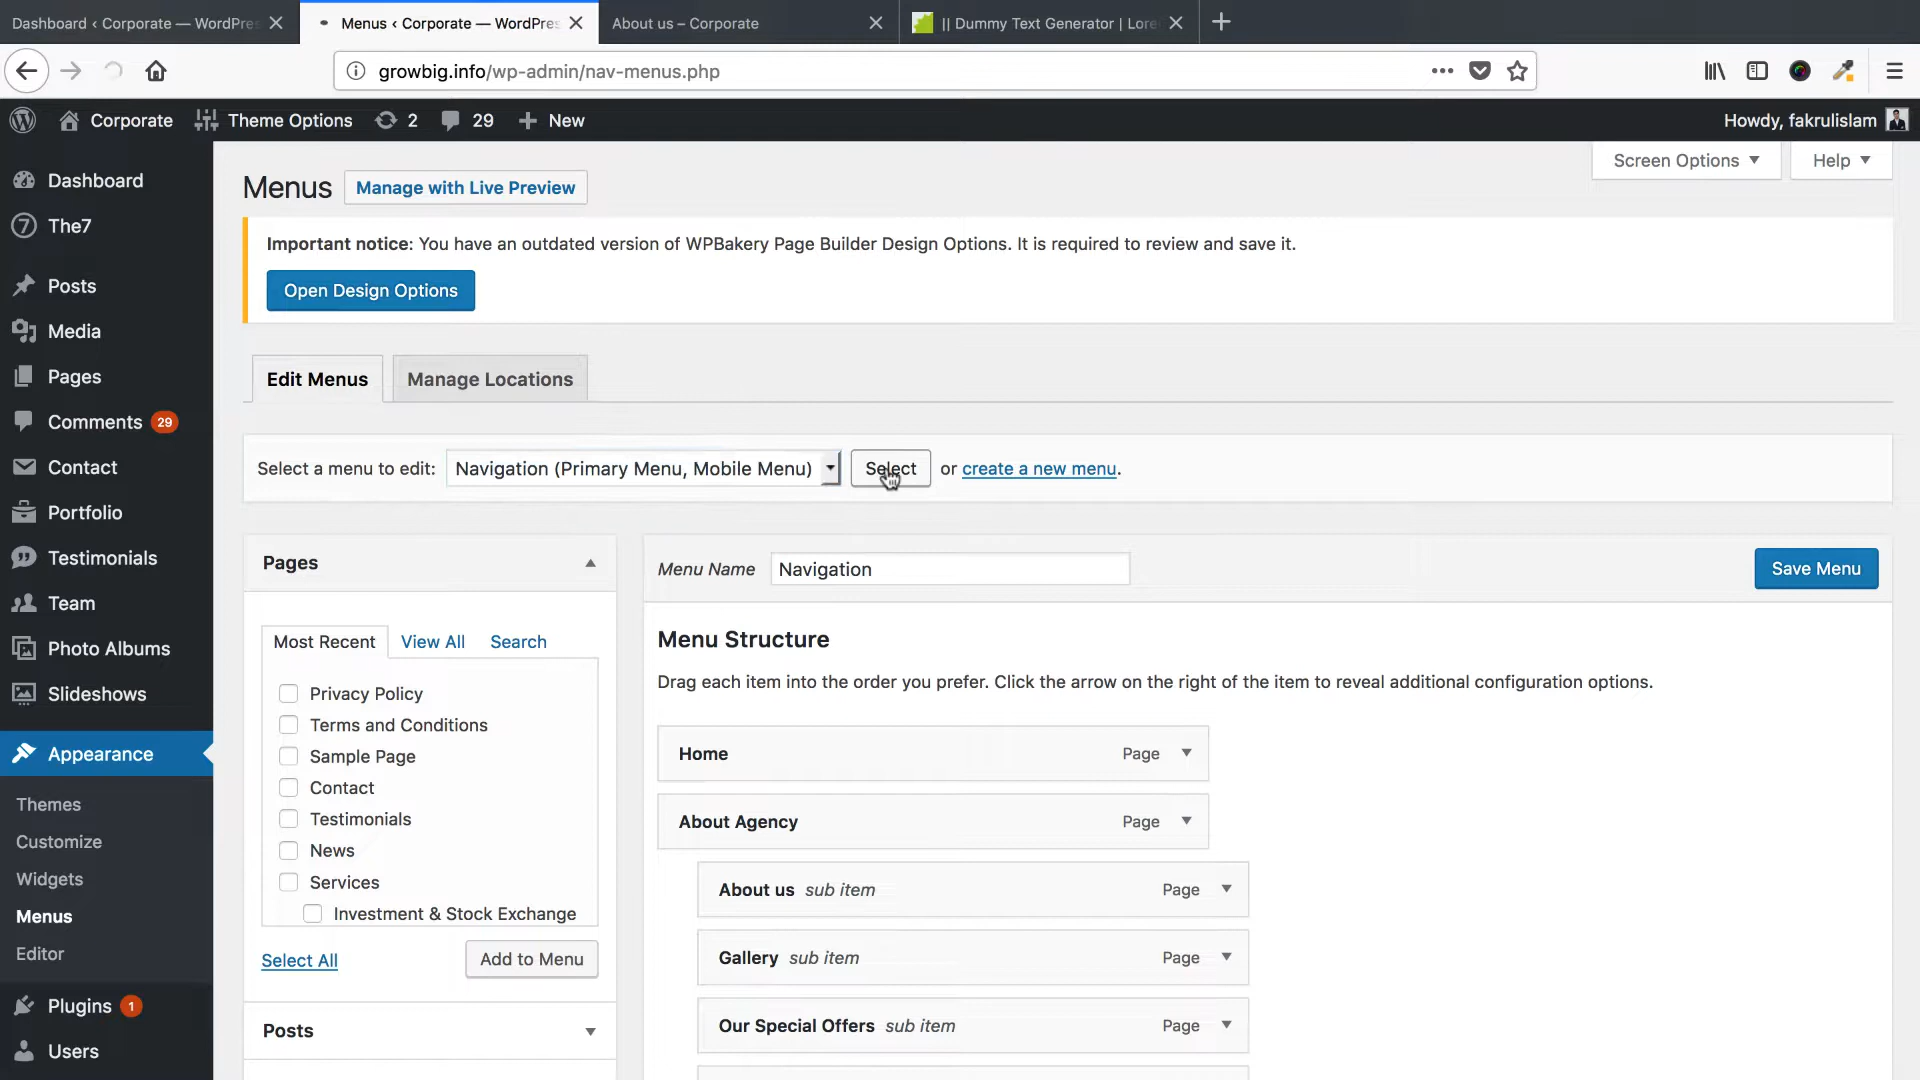 Dashboard ‹ Corporate — WordPre
Menus ‹ Corporate — WordPres
About us – Corporate
|| Dummy Text Generator | Lore
growbig.info/wp-admin/nav-menus.php
Corporate
Theme Options
2
29
New
Howdy, fakrulislam
Dashboard
The7
Posts
Media
Pages
Comments 29
Contact
Portfolio
Testimonials
Team
Photo Albums
Slideshows
Appearance
Themes
Customize
Widgets
Menus
Editor
Plugins 1
Users
Screen Options
Help
Menus
Manage with Live Preview
Important notice: You have an outdated version of WPBakery Page Builder Design Options. It is required to review and save it.
Open Design Options
Edit Menus
Manage Locations
Select a menu to edit: Navigation (Primary Menu, Mobile Menu) Select or create a new menu.
Pages
Most Recent
View All
Search
Privacy Policy
Terms and Conditions
Sample Page
Contact
Testimonials
News
Services
Investment & Stock Exchange
Select All
Add to Menu
Posts
Menu Name Navigation
Save Menu
Menu Structure
Drag each item into the order you prefer. Click the arrow on the right of the item to reveal additional configuration options.
Home Page
About Agency Page
About us sub item Page
Gallery sub item Page
Our Special Offers sub item Page